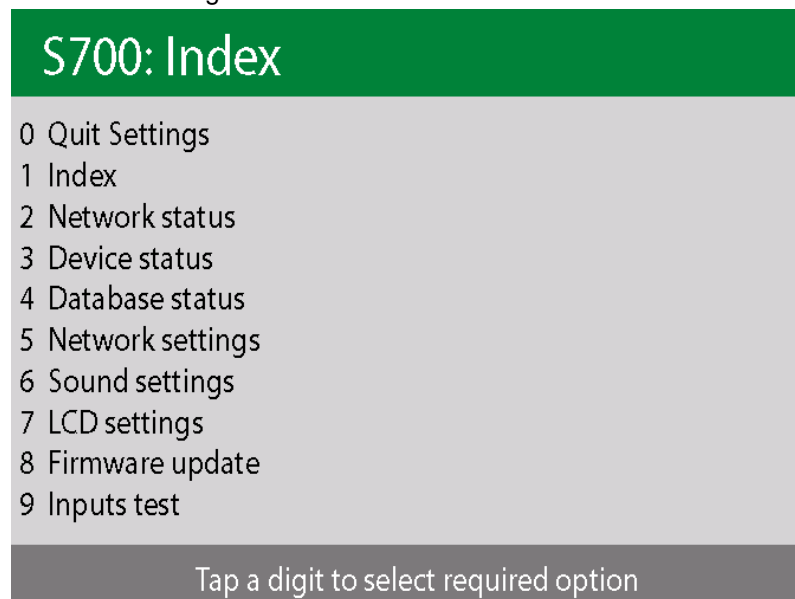 S700: Index
0 Quit Settings
1 Index
2 Network status
3 Device status
4 Database status
5 Network settings
6 Sound settings
7 LCD settings
8 Firmware update
9 Inputs test
Tap a digit to select required option